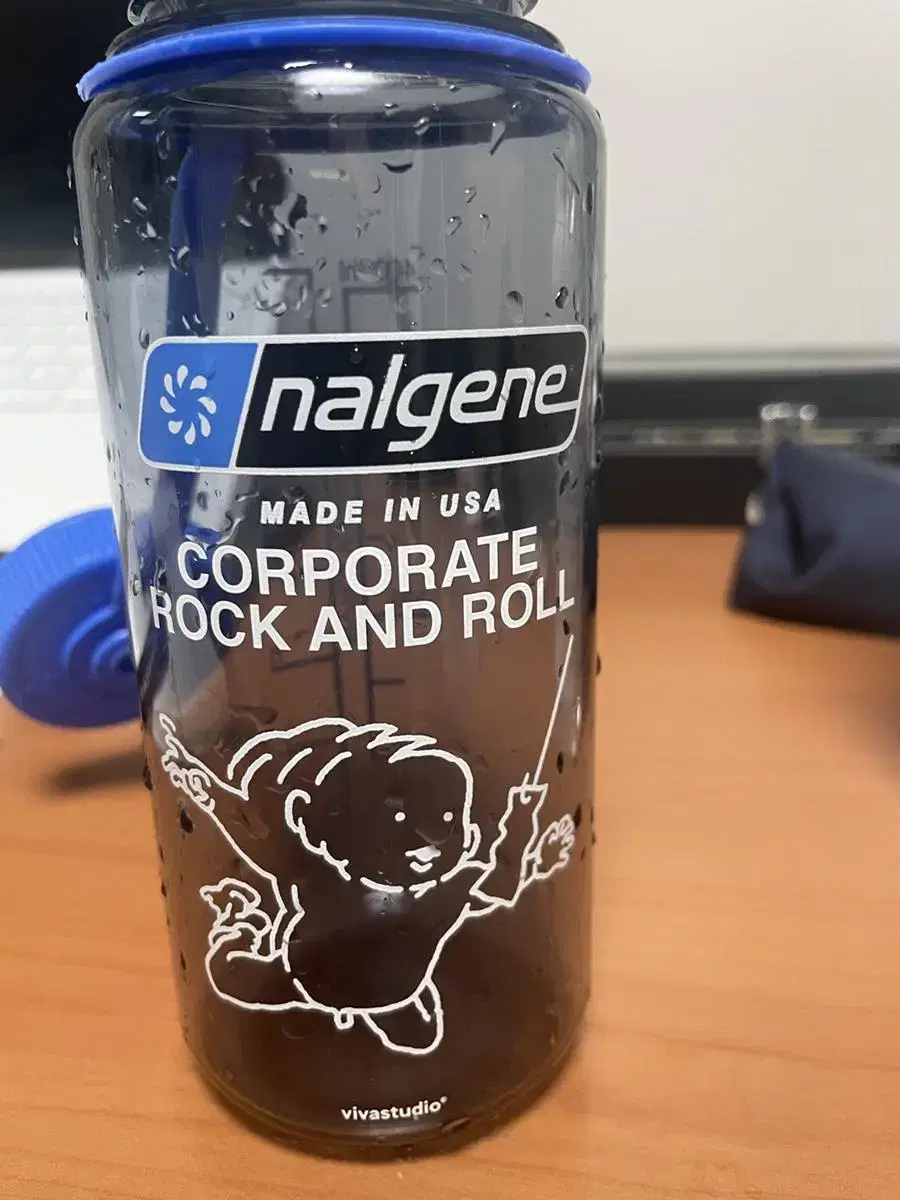 nalgene
MADE IN USA
CORPORATE
ROCK AND ROLL
vivastudio®